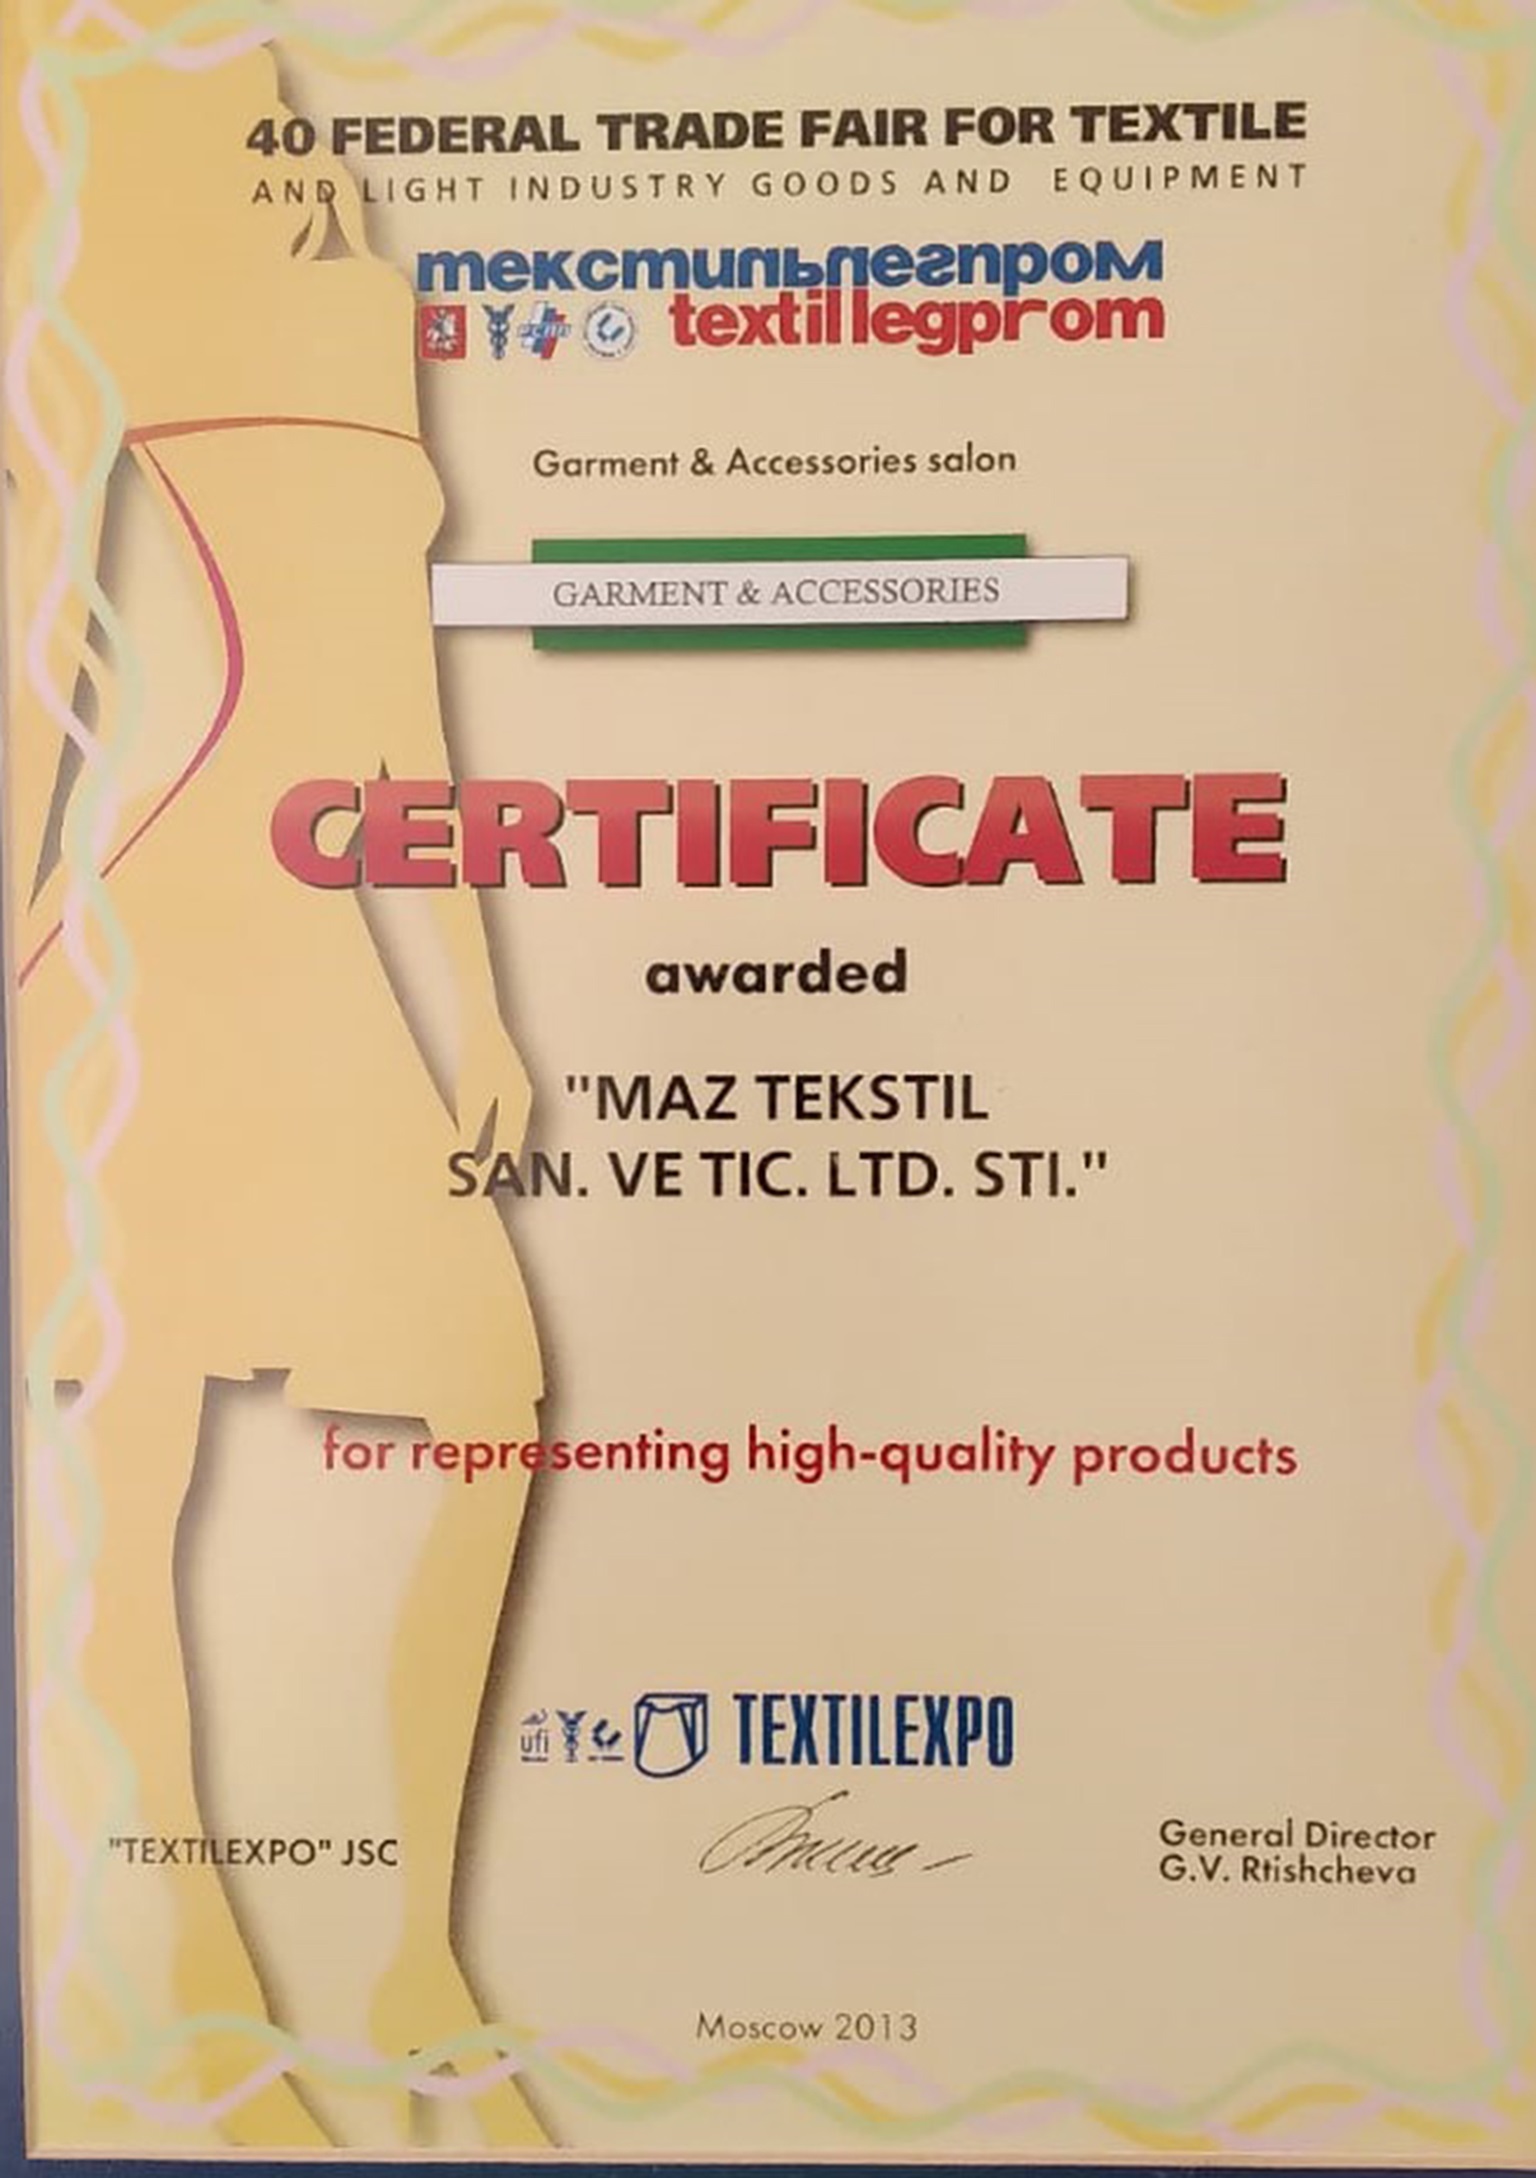 40 FEDERAL TRADE FAIR FOR TEXTILE
AND LIGHT INDUSTRY GOODS AND EQUIPMENT
текстильлегпром
textillegprom
Garment & Accessories salon
GARMENT & ACCESSORIES
CERTIFICATE
awarded
"MAZ TEKSTIL
SAN. VE TIC. LTD. STI."
for representing high-quality products
ufi
TEXTILEXPO
"TEXTILEXPO" JSC
General Director
G.V. Rtishcheva
Moscow 2013